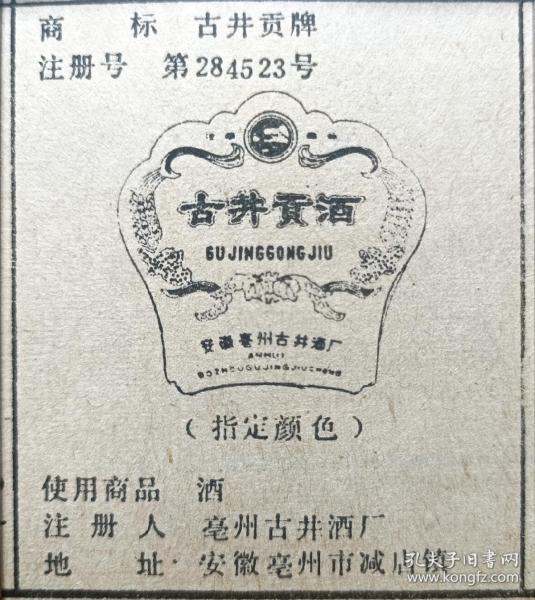 商 标 古井贡牌
注册号 第284523号
古井贡酒
GUJINGGONGJIU
安徽亳州古井酒厂
ANHUI
BOZHOUGUJINGJIUCHANG
(指定颜色)
使用商品 酒
注册人 亳州古井酒厂
地 址 安徽亳州市减店镇
孔夫子旧书网
www.kongfz.com